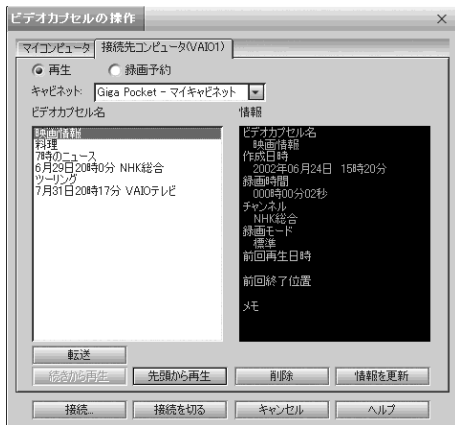 ビデオカプセルの操作
マイコンピュータ 接続先コンピュータ(VAIO1)
再生 録画予約
キャビネット: Giga Pocket - マイキャビネット
ビデオカプセル名
映画情報
料理
7時のニュース
6月29日20時0分 NHK総合
ツーリング
7月31日20時17分 VAIOテレビ
情報
ビデオカプセル名
映画情報
作成日時
2002年06月24日 15時20分
録画時間
000時間00分02秒
チャンネル
NHK総合
録画モード
標準
前回再生日時
前回終了位置
メモ
転送
続きから再生 先頭から再生 削除 情報を更新
接続... 接続を切る キャンセル ヘルプ